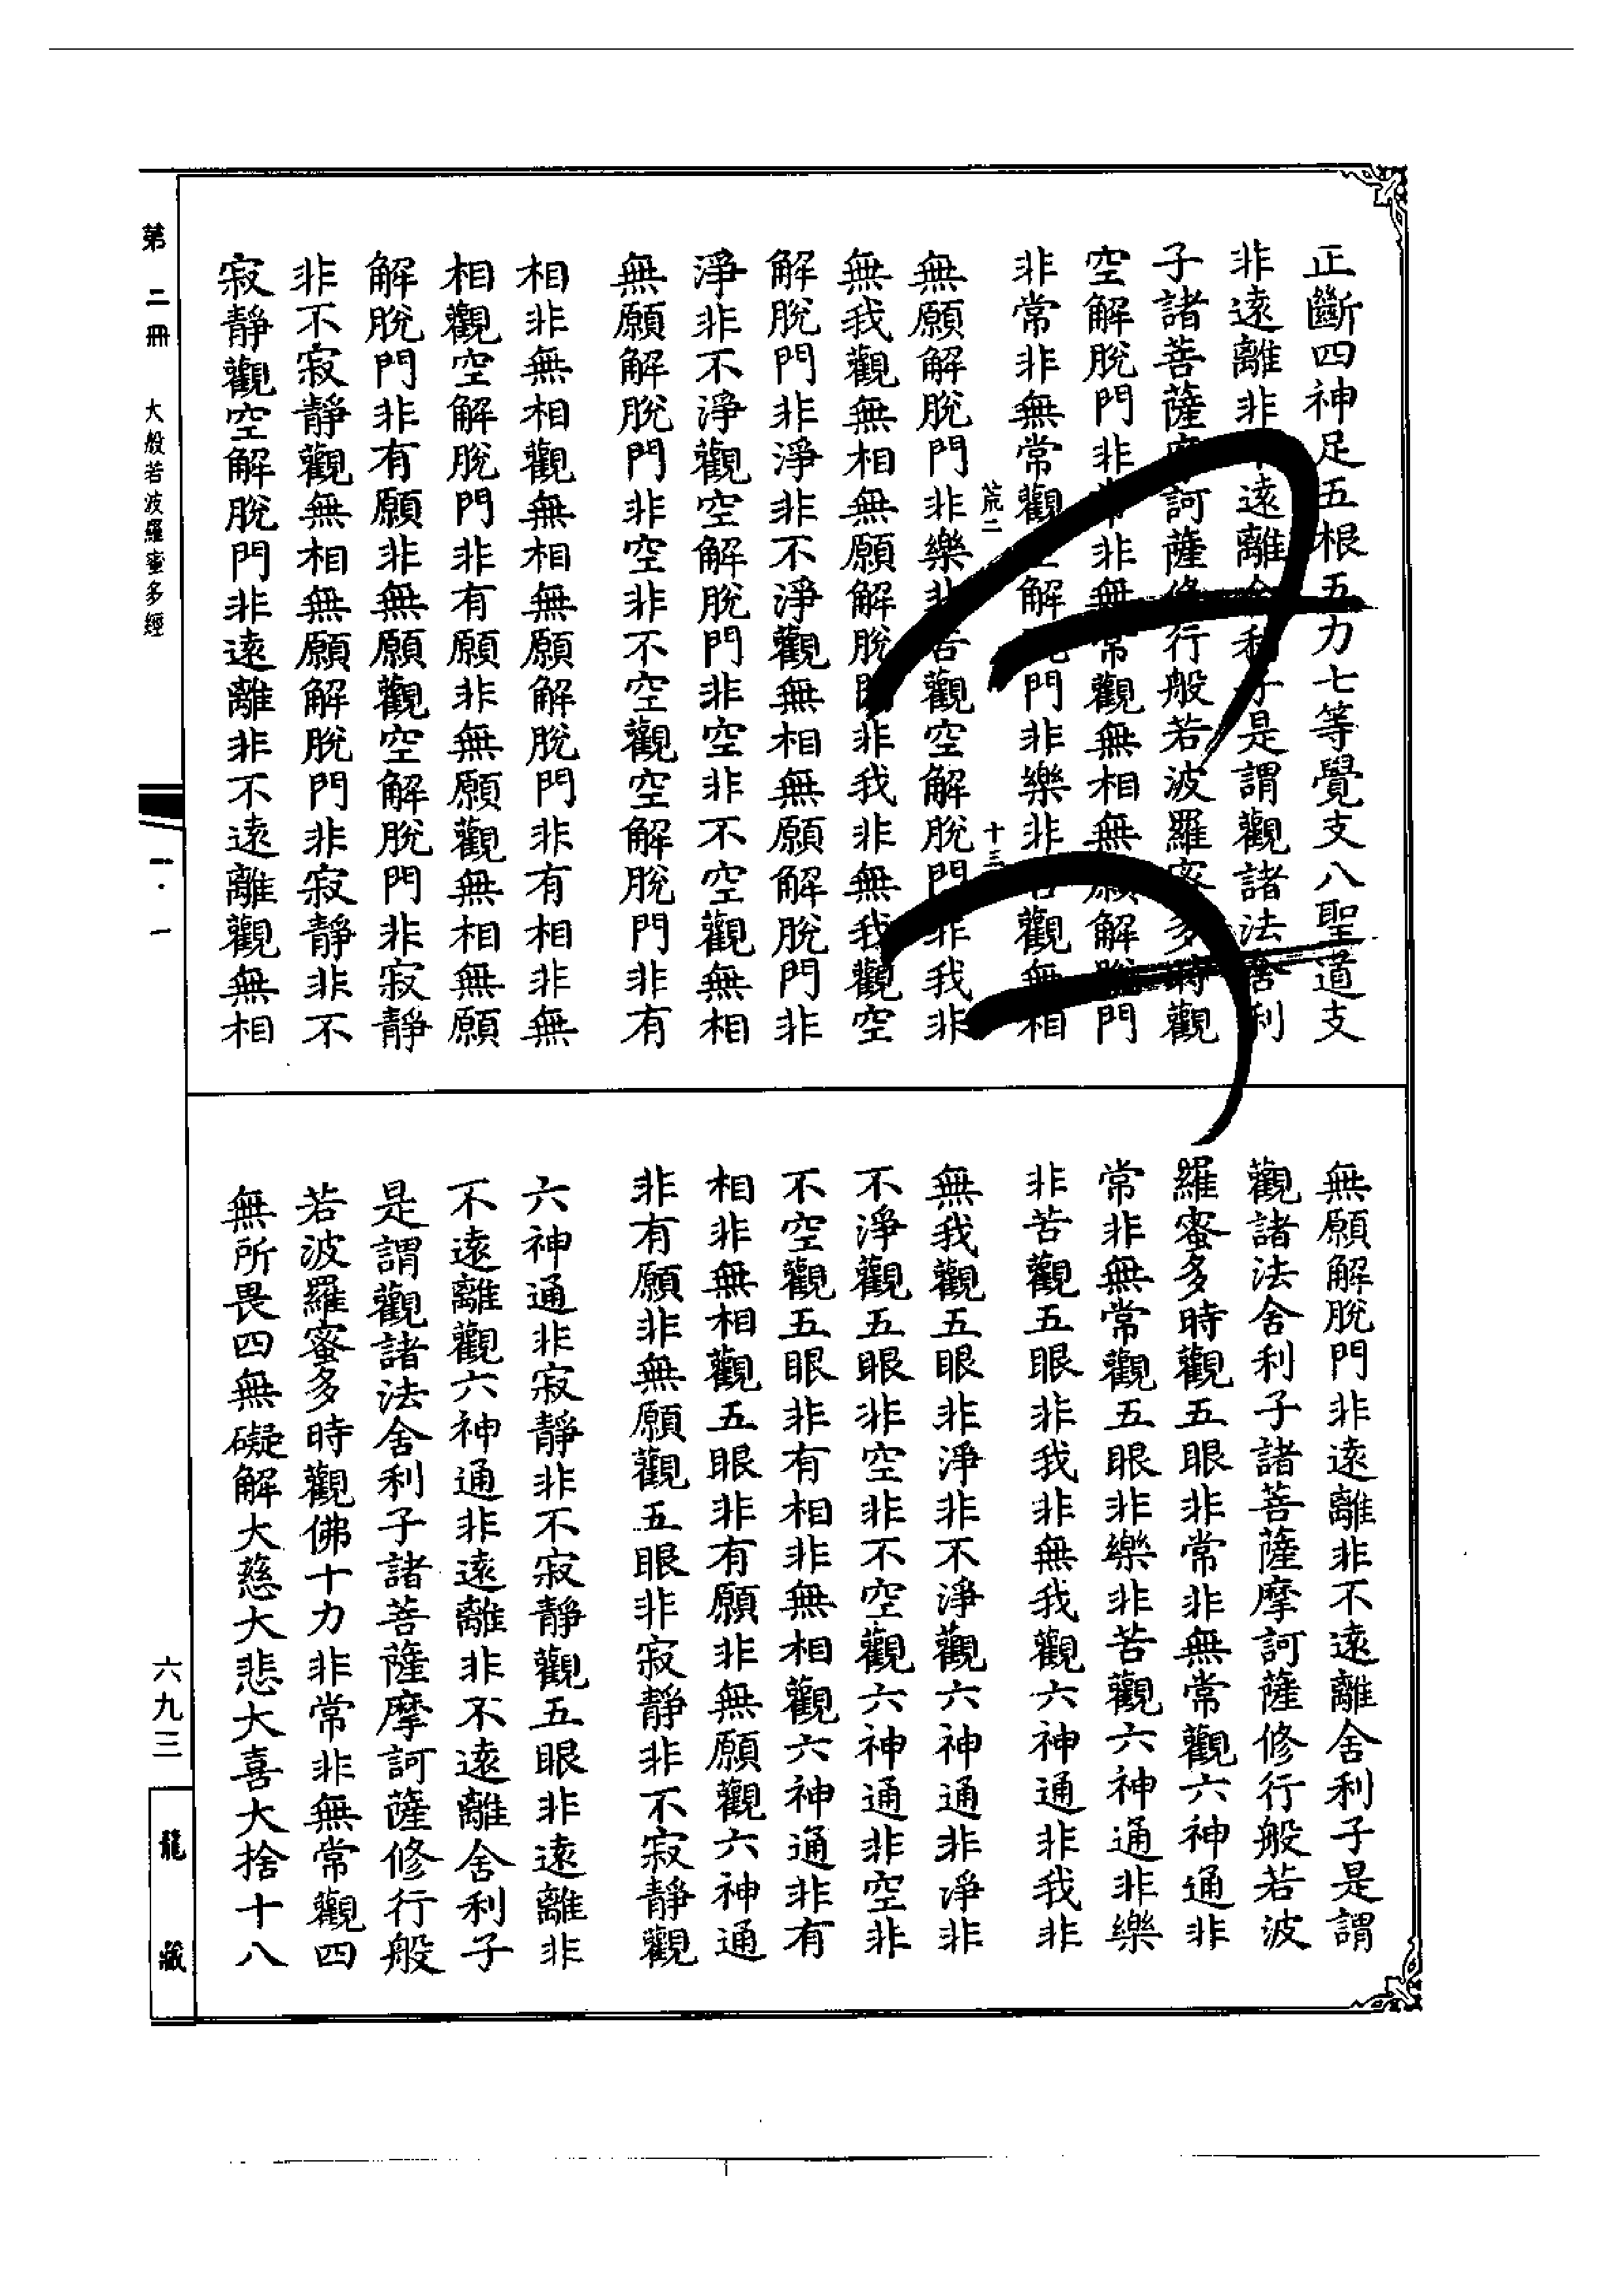 正斷四神足五根五力七等覺支八聖道支
非遠離非遠離利子是謂觀諸法舍利
子諸菩薩摩訶薩修行般若波羅蜜多時觀
空解脫門非常非無常觀無相無願解脫門
非常非無常觀解門非樂非苦觀無相
荒二
十三
無願解脫門非樂非苦觀空解脫門非我非
無我觀無相無願解脫門非我非無我觀空
解脫門非淨非不淨觀無相無願解脫門非
淨非不淨觀空解脫門非空非不空觀無相
無願解脫門非空非不空觀空解脫門非有
相非無相觀無相無願解脫門非有相非無
相觀空解脫門非有願非無願觀無相無願
解脫門非有願非無願觀空解脫門非寂靜
非不寂靜觀無相無願解脫門非寂靜非不
寂靜觀空解脫門非遠離非不遠離觀無相
無願解脫門非遠離非不遠離舍利子是謂
觀諸法舍利子諸菩薩摩訶薩修行般若波
羅蜜多時觀五眼非常非無常觀六神通非
常非無常觀五眼非樂非苦觀六神通非樂
非苦觀五眼非我非無我觀六神通非我非
無我觀五眼非淨非不淨觀六神通非淨非
不淨觀五眼非空非不空觀六神通非空非
不空觀五眼非有相非無相觀六神通非有
相非無相觀五眼非有願非無願觀六神通
非有願非無願觀五眼非寂靜非不寂靜觀
六神通非寂靜非不寂靜觀五眼非遠離非
不遠離觀六神通非遠離非不遠離舍利子
是謂觀諸法舍利子諸菩薩摩訶薩修行般
若波羅蜜多時觀佛十力非常非無常觀四
無所畏四無礙解大慈大悲大喜大捨十八
第二冊 大般若波羅蜜多經
一·一
六九三
龍藏